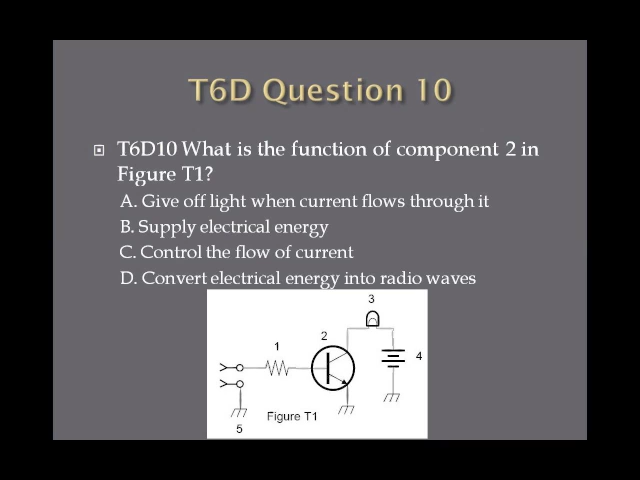 T6D Question 10
T6D10 What is the function of component 2 in
Figure T1?
A. Give off light when current flows through it
B. Supply electrical energy
C. Control the flow of current
D. Convert electrical energy into radio waves
3
2
1
4
Figure T1
5